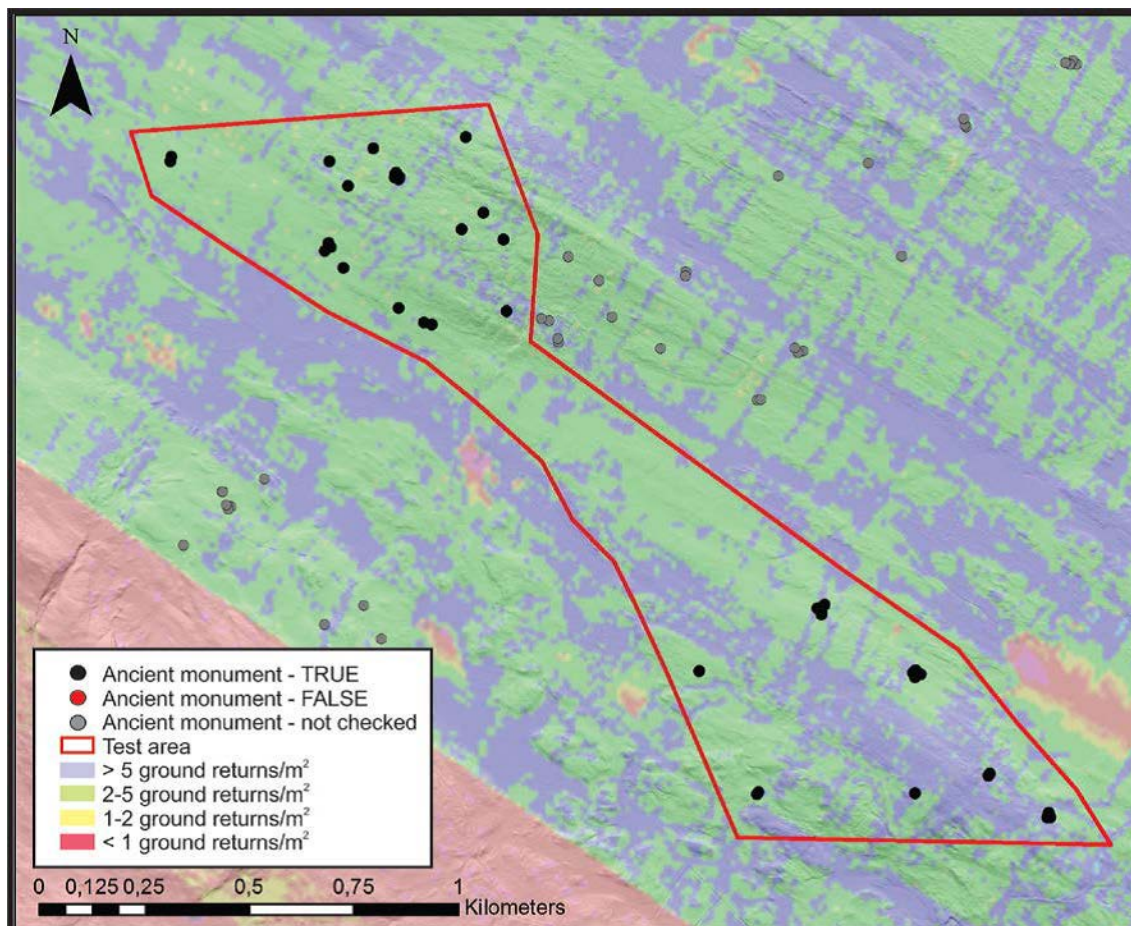 N
Ancient monument - TRUE
Ancient monument - FALSE
Ancient monument - not checked
Test area
> 5 ground returns/m²
2-5 ground returns/m²
1-2 ground returns/m²
< 1 ground returns/m²
0 0,125 0,25 0,5 0,75 1
Kilometers